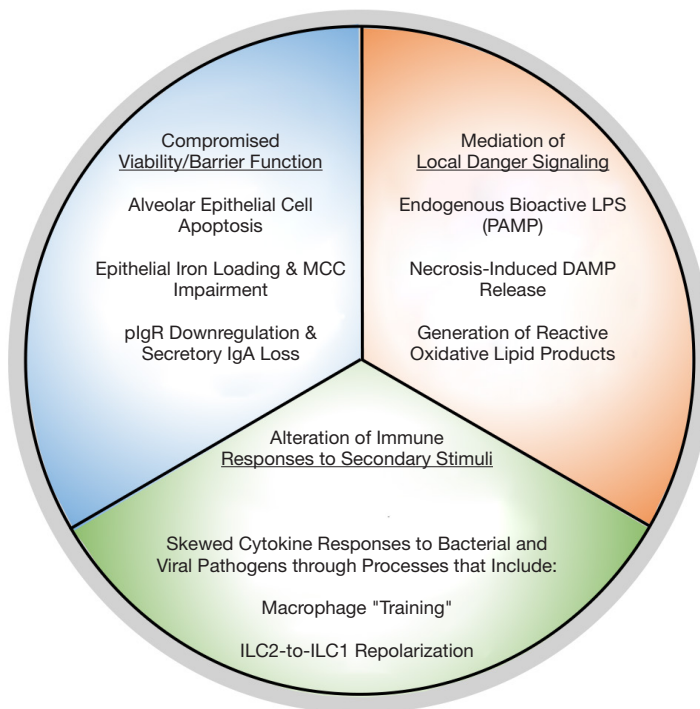 Compromised
Viability/Barrier Function
Alveolar Epithelial Cell
Apoptosis
Epithelial Iron Loading & MCC
Impairment
pIgR Downregulation &
Secretory IgA Loss
Mediation of
Local Danger Signaling
Endogenous Bioactive LPS
(PAMP)
Necrosis-Induced DAMP
Release
Generation of Reactive
Oxidative Lipid Products
Alteration of Immune
Responses to Secondary Stimuli
Skewed Cytokine Responses to Bacterial and
Viral Pathogens through Processes that Include:
Macrophage "Training"
ILC2-to-ILC1 Repolarization